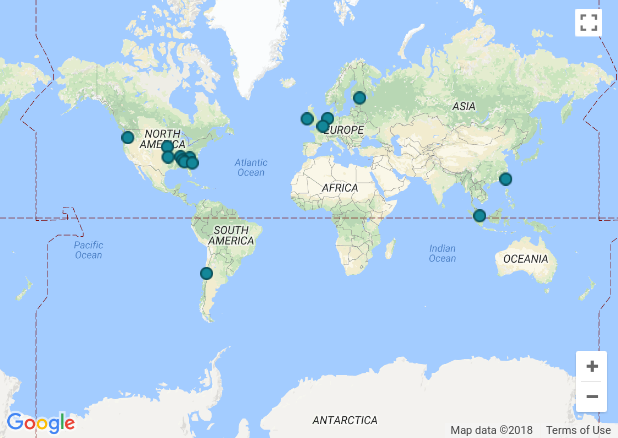 ASIA
NORTH
AMERICA
EUROPE
Atlantic
Ocean
AFRICA
SOUTH
AMERICA
Pacific
Ocean
Indian
Ocean
OCEANIA
ANTARCTICA
+
−
Google
Map data ©2018 Terms of Use